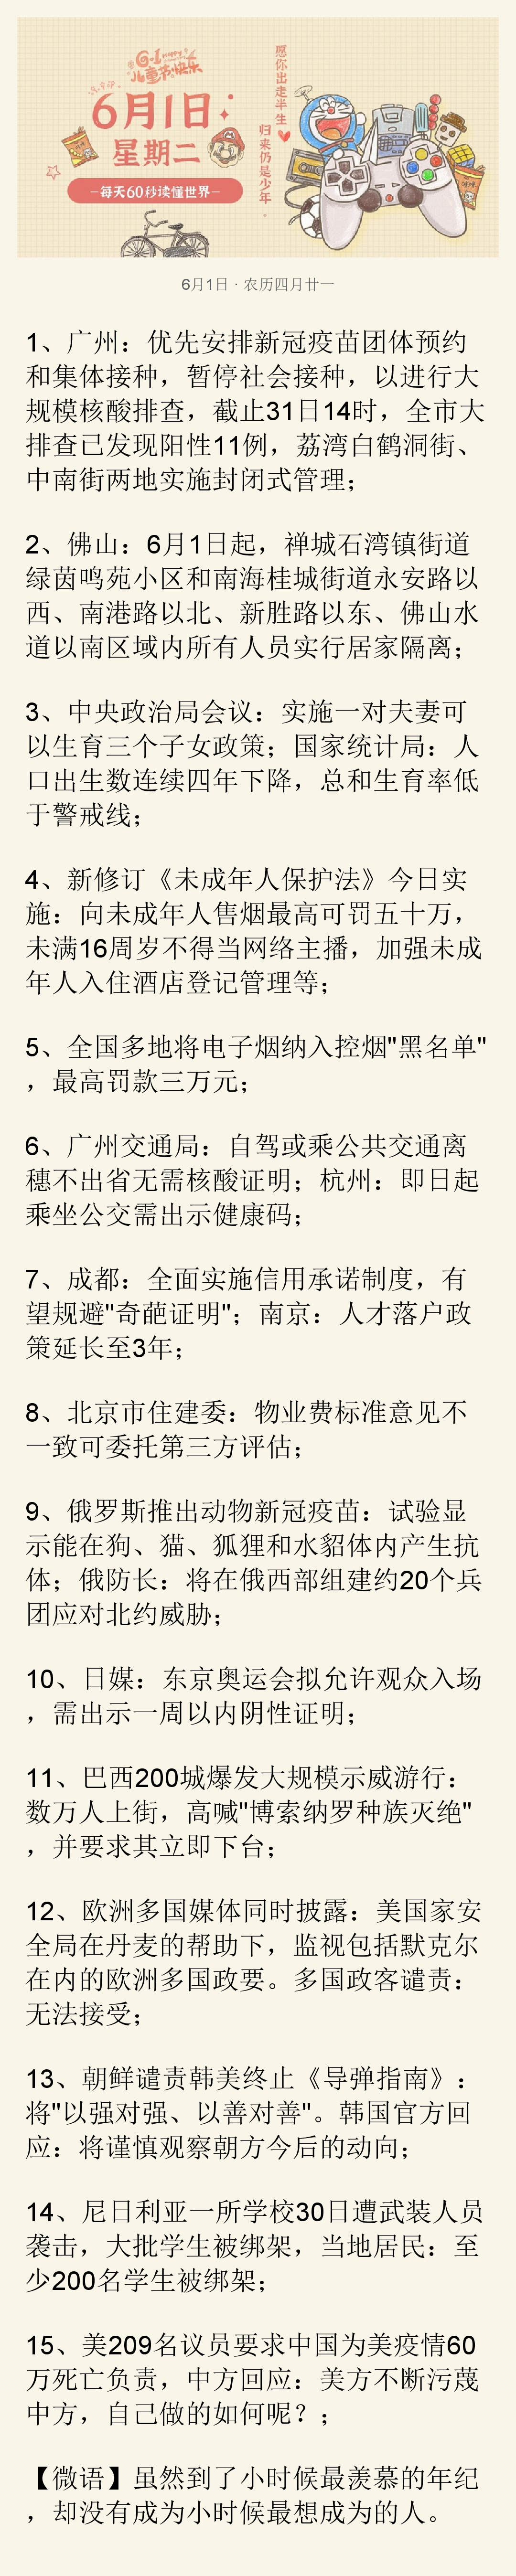 6·1 Happy
儿童节·快乐
6月1日
星期二
每天60秒读懂世界
愿你出走半生
归来仍是少年。
6月1日 · 农历四月廿一
1、广州：优先安排新冠疫苗团体预约
和集体接种，暂停社会接种，以进行大
规模核酸排查，截止31日14时，全市大
排查已发现阳性11例，荔湾白鹤洞街、
中南街两地实施封闭式管理；
2、佛山：6月1日起，禅城石湾镇街道
绿茵鸣苑小区和南海桂城街道永安路以
西、南港路以北、新胜路以东、佛山水
道以南区域内所有人员实行居家隔离；
3、中央政治局会议：实施一对夫妻可
以生育三个子女政策；国家统计局：人
口出生数连续四年下降，总和生育率低
于警戒线；
4、新修订《未成年人保护法》今日实
施：向未成年人售烟最高可罚五十万，
未满16周岁不得当网络主播，加强未成
年人入住酒店登记管理等；
5、全国多地将电子烟纳入控烟"黑名单"
，最高罚款三万元；
6、广州交通局：自驾或乘公共交通离
穗不出省无需核酸证明；杭州：即日起
乘坐公交需出示健康码；
7、成都：全面实施信用承诺制度，有
望规避"奇葩证明"；南京：人才落户政
策延长至3年；
8、北京市住建委：物业费标准意见不
一致可委托第三方评估；
9、俄罗斯推出动物新冠疫苗：试验显
示能在狗、猫、狐狸和水貂体内产生抗
体；俄防长：将在俄西部组建约20个兵
团应对北约威胁；
10、日媒：东京奥运会拟允许观众入场
，需出示一周以内阴性证明；
11、巴西200城爆发大规模示威游行：
数万人上街，高喊"博索纳罗种族灭绝"
，并要求其立即下台；
12、欧洲多国媒体同时披露：美国家安
全局在丹麦的帮助下，监视包括默克尔
在内的欧洲多国政要。多国政客谴责：
无法接受；
13、朝鲜谴责韩美终止《导弹指南》：
将"以强对强、以善对善"。韩国官方回
应：将谨慎观察朝方今后的动向；
14、尼日利亚一所学校30日遭武装人员
袭击，大批学生被绑架，当地居民：至
少200名学生被绑架；
15、美209名议员要求中国为美疫情60
万死亡负责，中方回应：美方不断污蔑
中方，自己做的如何呢？；
【微语】虽然到了小时候最羡慕的年纪
，却没有成为小时候最想成为的人。